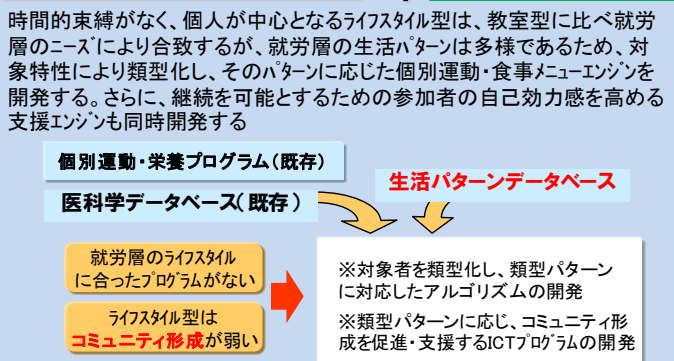 時間的束縛がなく、個人が中心となるﾗｲﾌｽﾀｲﾙ型は、教室型に比べ就労
層のﾆｰｽﾞにより合致するが、就労層の生活ﾊﾟﾀｰﾝは多様であるため、対
象特性により類型化し、そのﾊﾟﾀｰﾝに応じた個別運動・食事ﾒﾆｭｰｴﾝｼﾞﾝを
開発する。さらに、継続を可能とするための参加者の自己効力感を高める
支援ｴﾝｼﾞﾝも同時開発する
個別運動・栄養プログラム（既存）
医科学データベース（既存）
生活パターンデータベース
就労層のﾗｲﾌｽﾀｲﾙ
に合ったﾌﾟﾛｸﾞﾗﾑがない
ﾗｲﾌｽﾀｲﾙ型は
コミュニティ形成が弱い
※対象者を類型化し、類型パターン
に対応したアルゴリズムの開発
※類型パターンに応じ、コミュニティ形
成を促進・支援するICTﾌﾟﾛｸﾞﾗﾑの開発